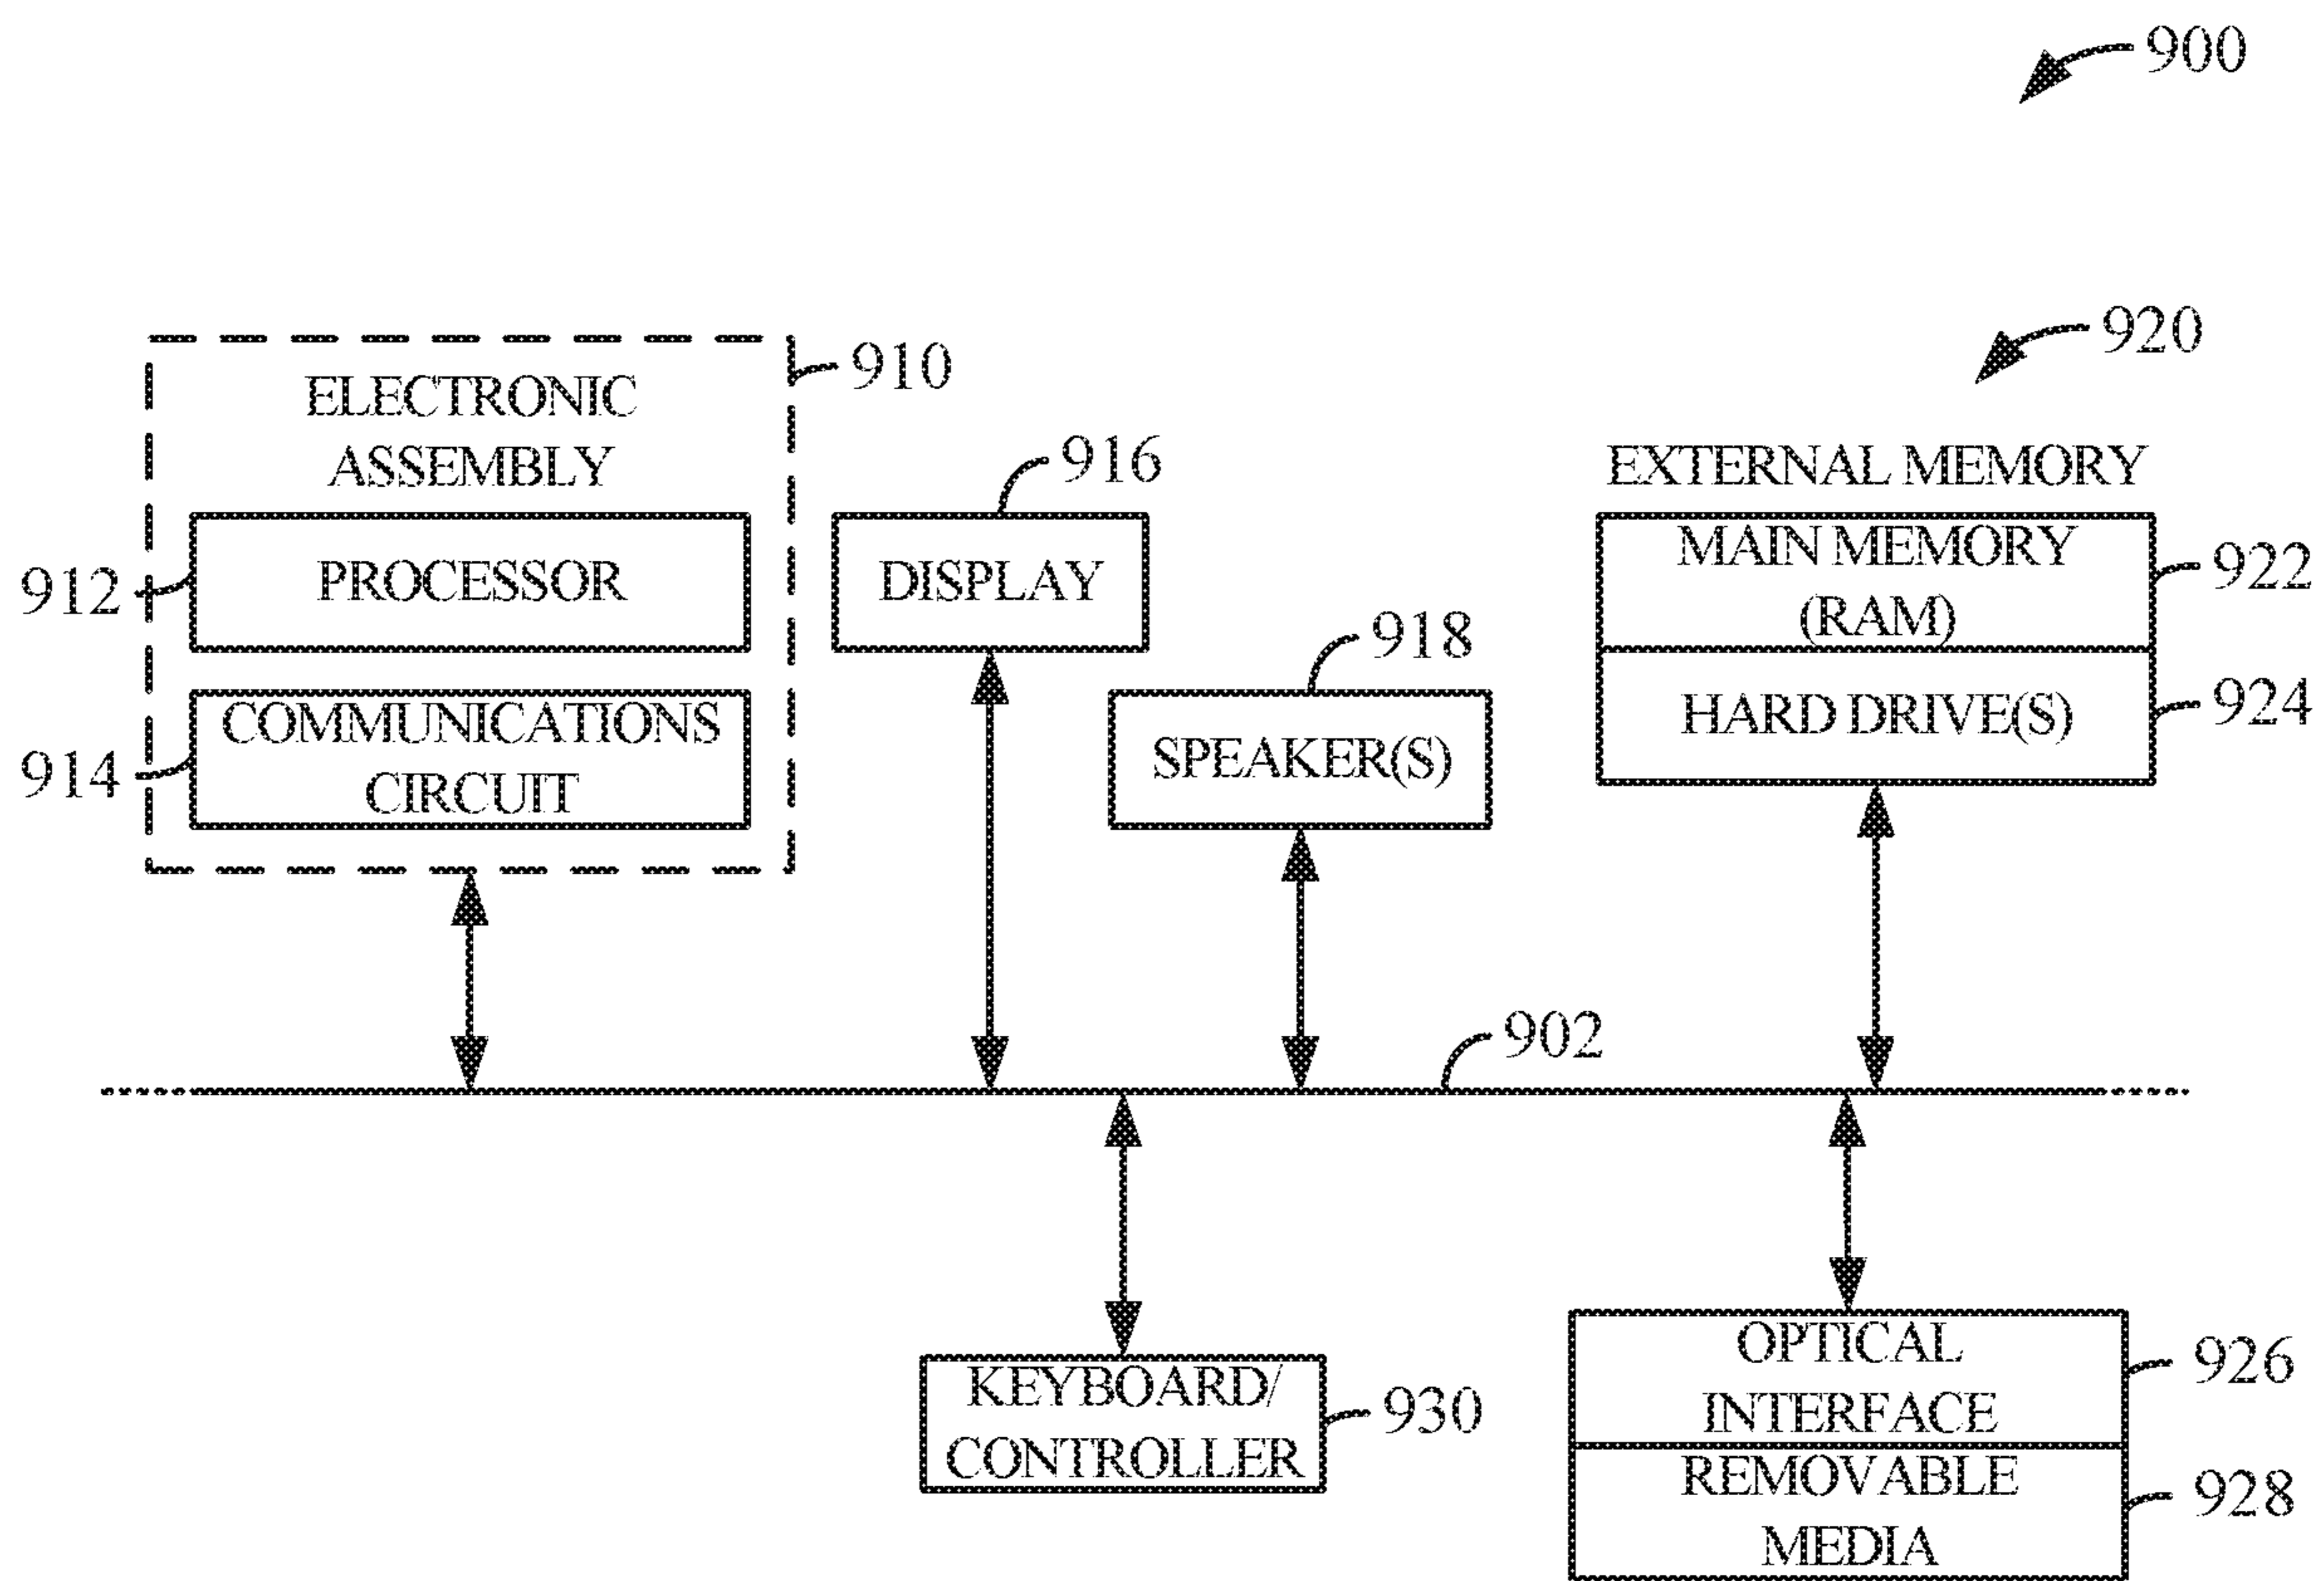 900
920
910
ELECTRONIC
ASSEMBLY
912
PROCESSOR
914
COMMUNICATIONS
CIRCUIT
916
DISPLAY
918
SPEAKER(S)
EXTERNAL MEMORY
MAIN MEMORY
(RAM)
922
HARD DRIVE(S)
924
902
KEYBOARD/
CONTROLLER
930
OPTICAL
INTERFACE
926
REMOVABLE
MEDIA
928